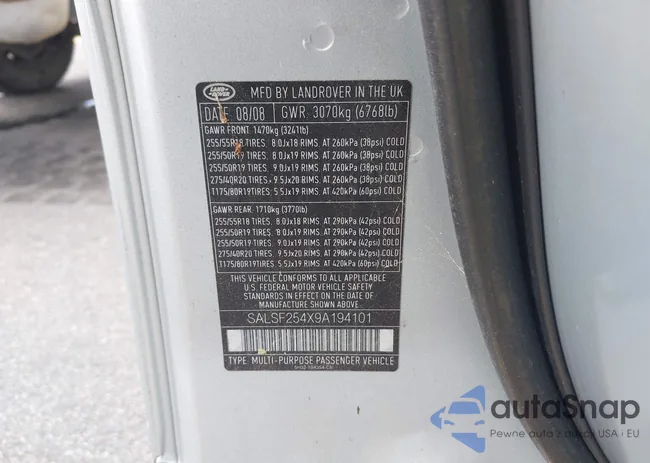 LAND ROVER
MFD BY LANDROVER IN THE UK
DATE 08/08 GWR 3070kg (6768lb)
GAWR FRONT 1470kg (3241lb)
255/55R18 TIRES. 8.0Jx18 RIMS. AT 260kPa (38psi) COLD
255/50R19 TIRES. 8.0Jx19 RIMS. AT 260kPa (38psi) COLD
255/50R19 TIRES. 9.0Jx19 RIMS. AT 260kPa (38psi) COLD
275/40R20 TIRES. 9.5Jx20 RIMS. AT 260kPa (38psi) COLD
T175/80R19TIRES. 5.5Jx19 RIMS. AT 420kPa (60psi) COLD
GAWR REAR 1710kg (3770lb)
255/55R18 TIRES 8.0Jx18 RIMS. AT 290kPa (42psi) COLD
255/50R19 TIRES. 8.0Jx19 RIMS. AT 290kPa (42psi) COLD
255/50R19 TIRES. 9.0Jx19 RIMS. AT 290kPa (42psi) COLD
275/40R20 TIRES. 9.5Jx20 RIMS. AT 290kPa (42psi) COLD
T175/80R19TIRES. 5.5Jx19 RIMS. AT 420kPa (60psi) COLD
THIS VEHICLE CONFORMS TO ALL APPLICABLE
U.S. FEDERAL MOTOR VEHICLE SAFETY
STANDARDS IN EFFECT ON THE DATE OF
MANUFACTURE SHOWN ABOVE
SALSF254X9A194101
TYPE: MULTI-PURPOSE PASSENGER VEHICLE
autaSnap
Pewne auta z aukcji USA i EU